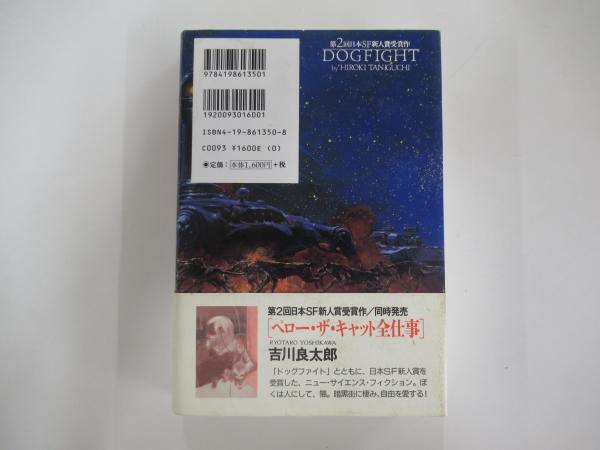 第2回日本SF新人賞受賞作
DOGFIGHT
by HIROKI TANIGUCHI
9784198613501
1920093016001
ISBN4-19-861350-8
C0093 ¥1600E (0)
●定価：本体1,600円+税
第2回日本SF新人賞受賞作／同時発売
[ペロー・ザ・キャット全仕事]
RYOTARO YOSHIKAWA
吉川良太郎
「ドッグファイト」とともに、日本SF新人賞を
受賞した、ニュー・サイエンス・フィクション。ぼ
くは人にして、猫。暗黒街に棲み、自由を愛する！